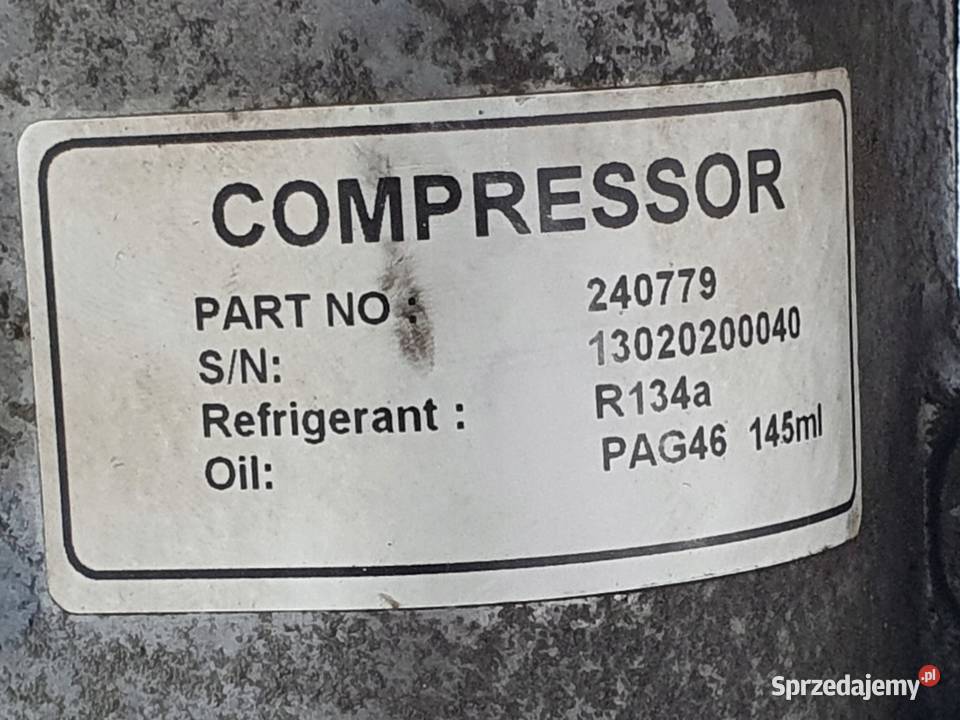 COMPRESSOR
PART NO : 240779
S/N: 13020200040
Refrigerant : R134a
Oil: PAG46 145ml
Sprzedajemy.pl